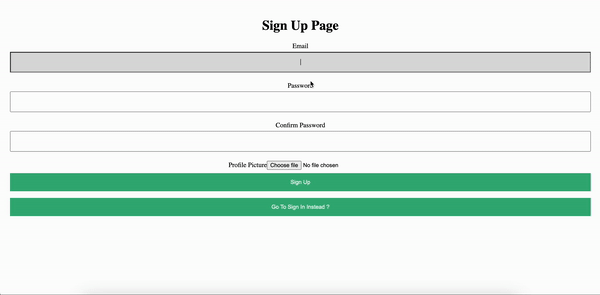 Sign Up Page
Email
Password
Confirm Password
Profile Picture Choose file No file chosen
Sign Up
Go To Sign In Instead ?